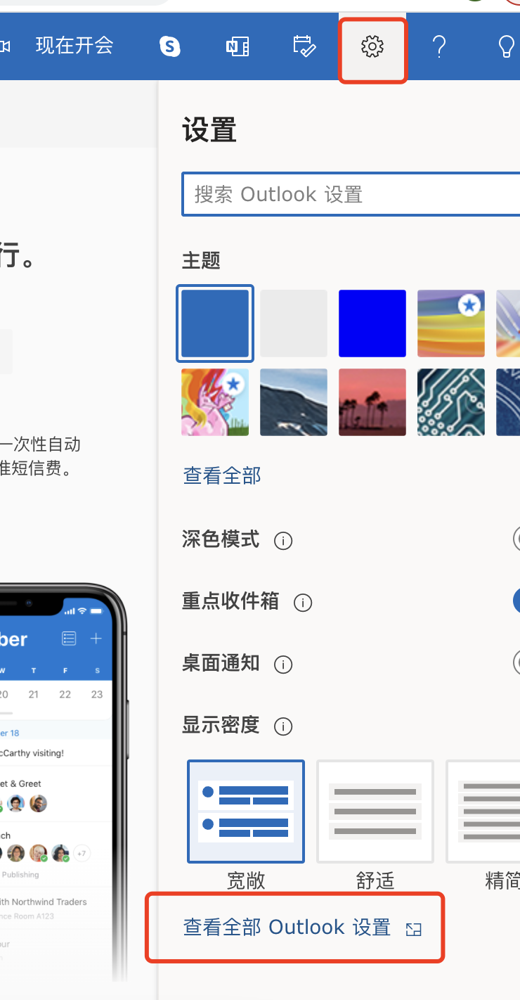 现在开会
S
N
?
设置
搜索 Outlook 设置
行。
主题
一次性自动
准短信费。
查看全部
深色模式
重点收件箱
桌面通知
显示密度
ber
W T F S
20 21 22 23
er 18
cCarthy visiting!
et & Greet
ch
+7
Publishing
ith Northwind Traders
nce Room A123
our
宽敞
舒适
精简
查看全部 Outlook 设置